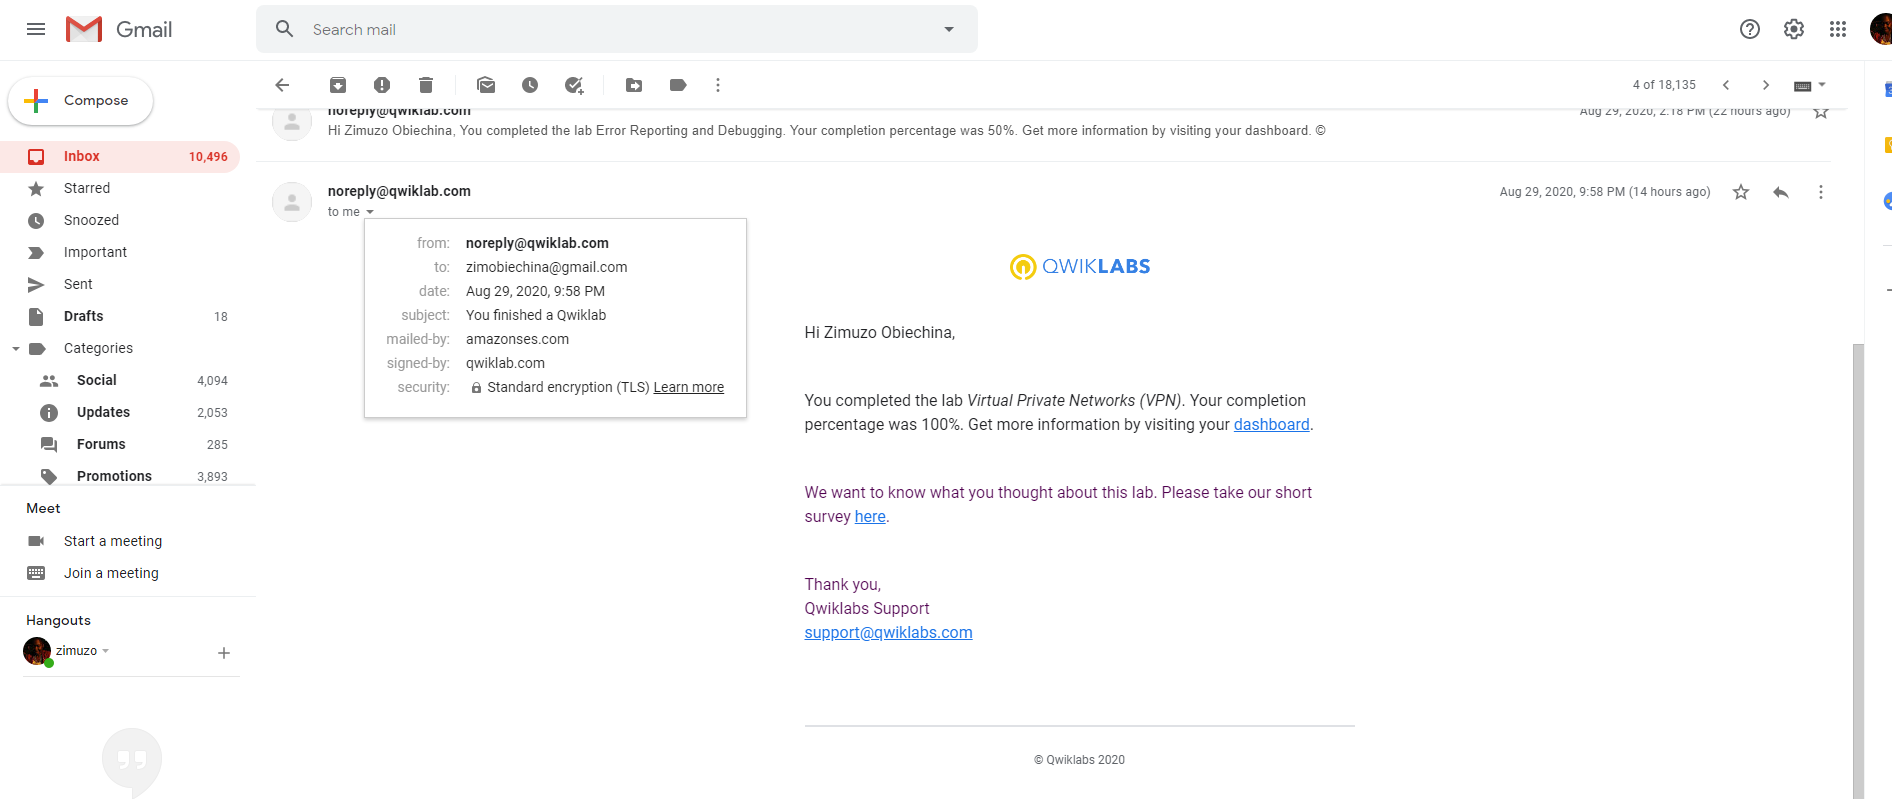 Gmail
Search mail
Compose
4 of 18,135
Inbox 10,496
Starred
Snoozed
Important
Sent
Drafts 18
Categories
Social 4,094
Updates 2,053
Forums 285
Promotions 3,893
Meet
Start a meeting
Join a meeting
Hangouts
zimuzo
noreply@qwiklab.com
Aug 29, 2020, 2:18 PM (22 hours ago)
Hi Zimuzo Obiechina, You completed the lab Error Reporting and Debugging. Your completion percentage was 50%. Get more information by visiting your dashboard. ©
noreply@qwiklab.com
Aug 29, 2020, 9:58 PM (14 hours ago)
to me
from: noreply@qwiklab.com
to: zimobiechina@gmail.com
date: Aug 29, 2020, 9:58 PM
subject: You finished a Qwiklab
mailed-by: amazonses.com
signed-by: qwiklab.com
security: Standard encryption (TLS) Learn more
QWIKLABS
Hi Zimuzo Obiechina,
You completed the lab Virtual Private Networks (VPN). Your completion
percentage was 100%. Get more information by visiting your dashboard.
We want to know what you thought about this lab. Please take our short
survey here.
Thank you,
Qwiklabs Support
support@qwiklabs.com
© Qwiklabs 2020